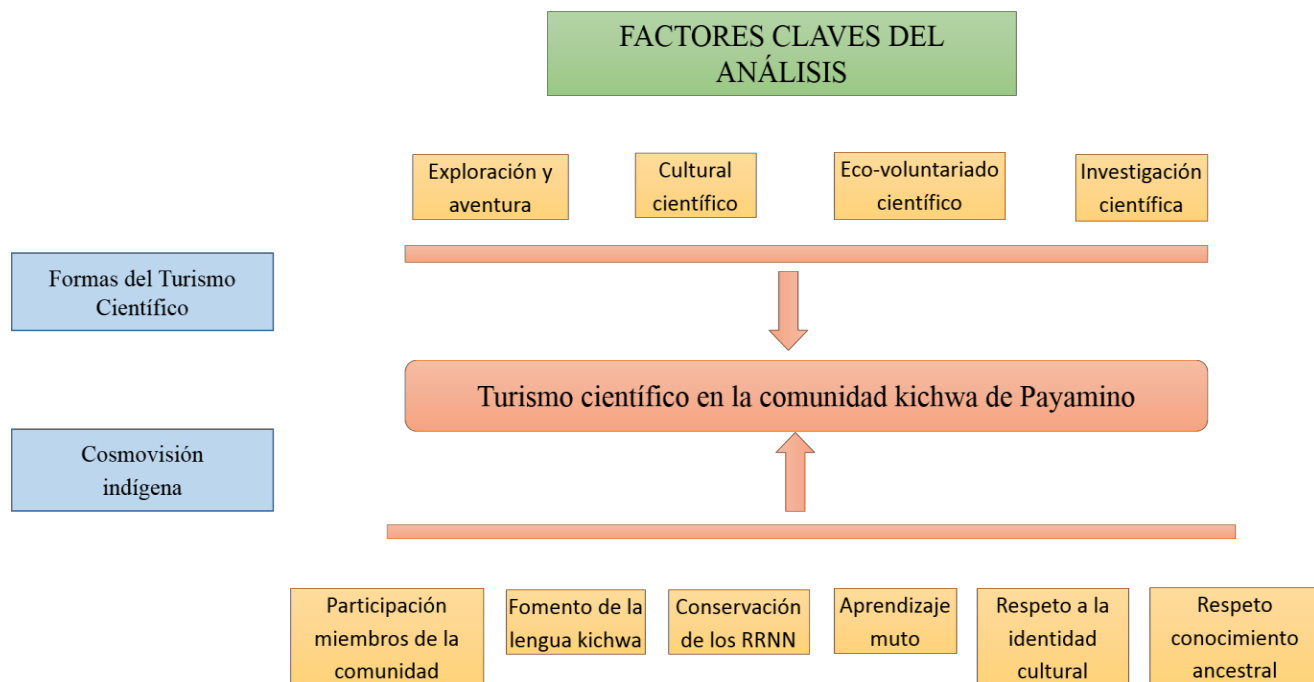 FACTORES CLAVES DEL
ANÁLISIS
Exploración y
aventura
Cultural
científico
Eco-voluntariado
científico
Investigación
científica
Formas del Turismo
Científico
Turismo científico en la comunidad kichwa de Payamino
Cosmovisión
indígena
Participación
miembros de la
comunidad
Fomento de la
lengua kichwa
Conservación
de los RRNN
Aprendizaje
muto
Respeto a la
identidad
cultural
Respeto
conocimiento
ancestral